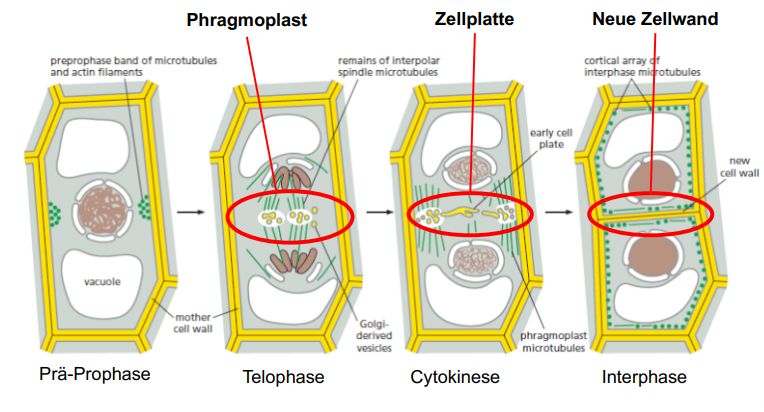 Phragmoplast
Zellplatte
Neue Zellwand
preprophase band of microtubules
and actin filaments
remains of interpolar
spindle microtubules
cortical array of
interphase microtubules
early cell
plate
new
cell wall
vacuole
mother
cell wall
Golgi-
derived
vesicles
phragmoplast
microtubules
Prä-Prophase
Telophase
Cytokinese
Interphase